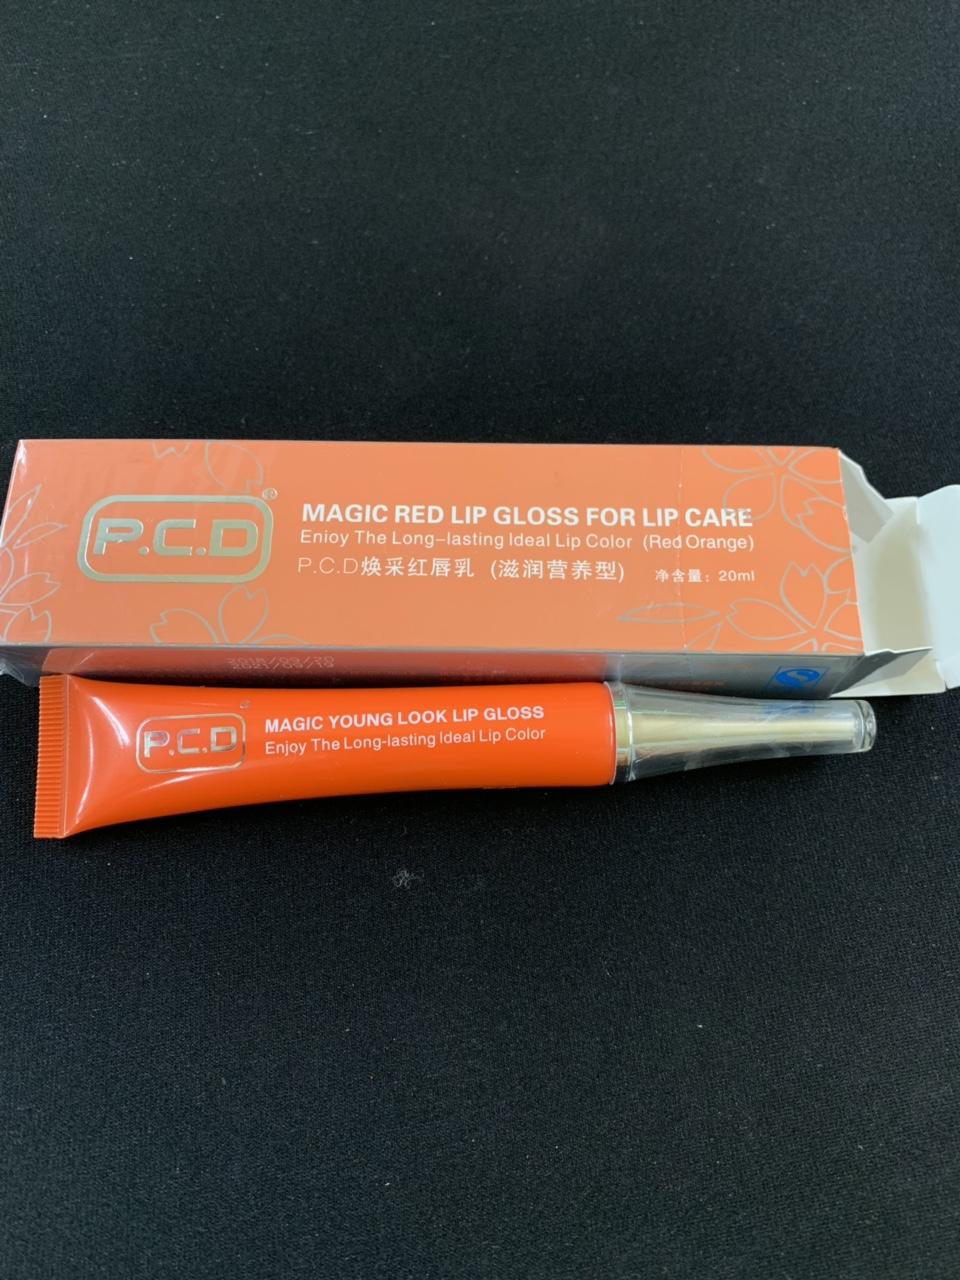 P.C.D
®
MAGIC RED LIP GLOSS FOR LIP CARE
Enioy The Long-lasting Ideal Lip Color (Red Orange)
P.C.D焕采红唇乳 (滋润营养型) 净含量：20ml
P.C.D
MAGIC YOUNG LOOK LIP GLOSS
Enjoy The Long-lasting Ideal Lip Color